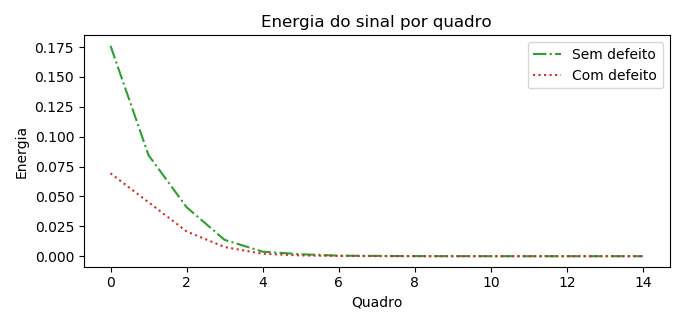 Energia do sinal por quadro
Sem defeito
Com defeito
Energia
0.175
0.150
0.125
0.100
0.075
0.050
0.025
0.000
0 2 4 6 8 10 12 14
Quadro